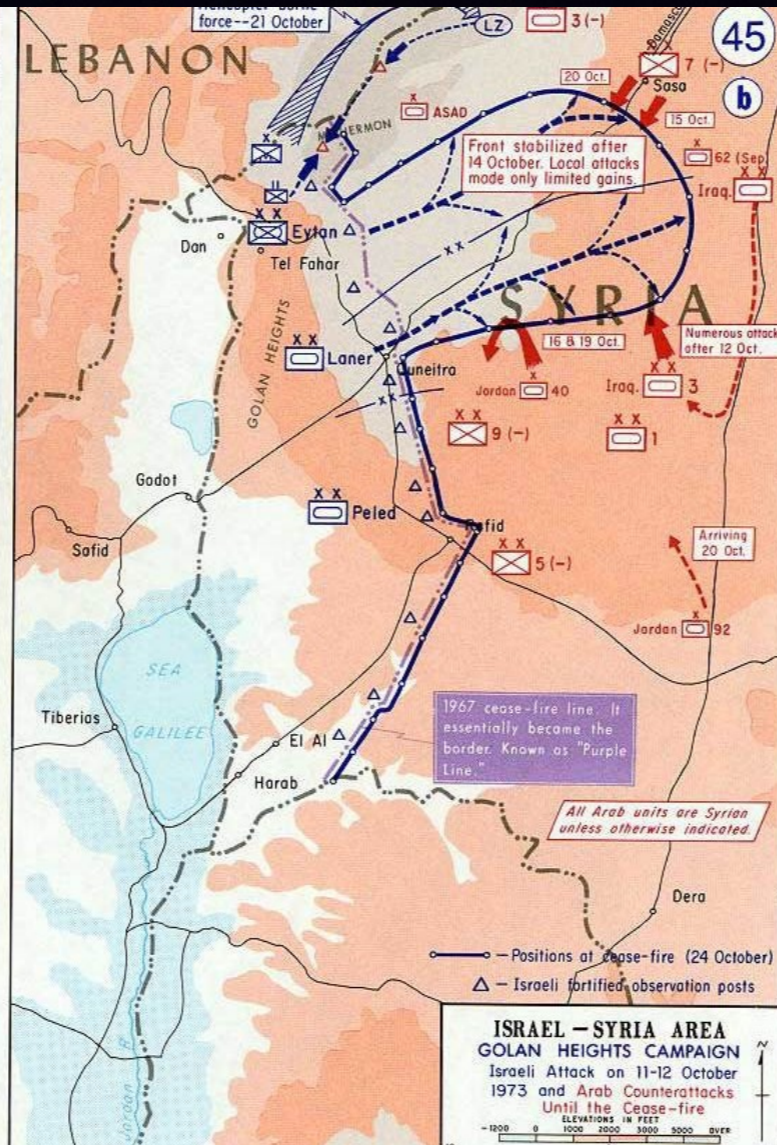 force--21 October
LZ
3 (-)
45
b
LEBANON
Damascus
7 (-)
Sasa
20 Oct.
15 Oct.
ASAD
Front stabilized after
14 October. Local attacks
made only limited gains.
62 (Sep)
Iraq.
Dan
Eytan
Tel Fahar
GOLAN HEIGHTS
SYRIA
Laner
Cuneitra
16 & 19 Oct.
Numerous attack
after 12 Oct.
Jordan 40
Iraq. 3
9 (-)
1
Godot
Peled
Safid
Rafid
5 (-)
Arriving
20 Oct.
Jordan 92
SEA
GALILEE
Tiberias
1967 cease-fire line. It
essentially became the
border. Known as "Purple
Line."
El Al
Harab
All Arab units are Syrian
unless otherwise indicated.
Dera
— Positions at cease-fire (24 October)
— Israeli fortified observation posts
Jordan R
ISRAEL — SYRIA AREA
GOLAN HEIGHTS CAMPAIGN
Israeli Attack on 11-12 October
1973 and Arab Counterattacks
Until the Cease-fire
ELEVATIONS IN FEET
-1200 0 1000 2000 3000 5000 OVER
N